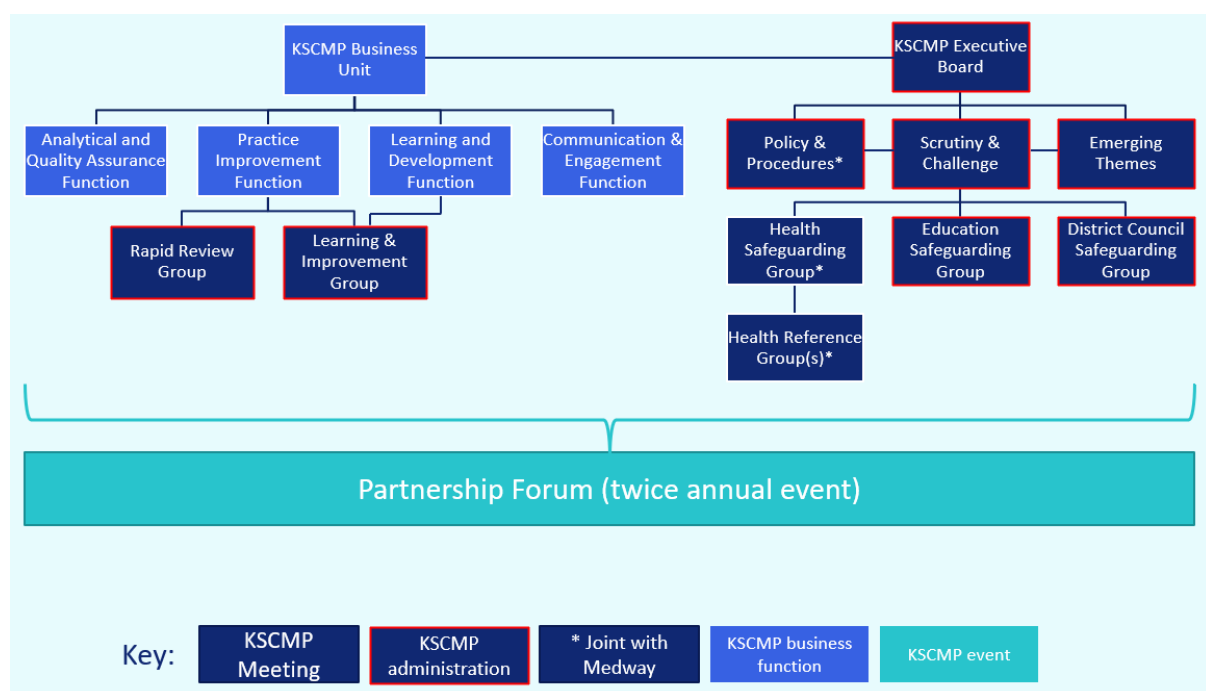 KSCMP Business
Unit
KSCMP Executive
Board
Analytical and
Quality Assurance
Function
Practice
Improvement
Function
Learning and
Development
Function
Communication &
Engagement
Function
Policy &
Procedures*
Scrutiny &
Challenge
Emerging
Themes
Rapid Review
Group
Learning &
Improvement
Group
Health
Safeguarding
Group*
Education
Safeguarding
Group
District Council
Safeguarding
Group
Health Reference
Group(s)*
Partnership Forum (twice annual event)
Key:
KSCMP
Meeting
KSCMP
administration
* Joint with
Medway
KSCMP business
function
KSCMP event